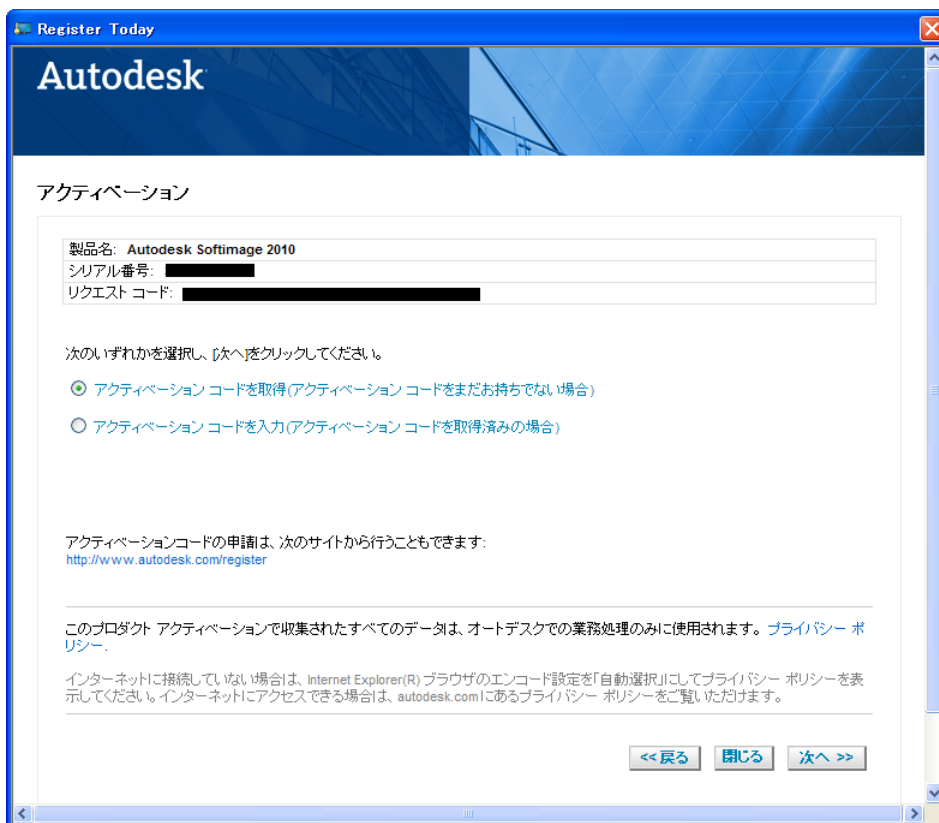 Register Today
Autodesk
アクティベーション
製品名: Autodesk Softimage 2010
シリアル番号:
リクエスト コード:
次のいずれかを選択し、[次へ]をクリックしてください。
アクティベーション コードを取得(アクティベーション コードをまだお持ちでない場合)
アクティベーション コードを入力(アクティベーション コードを取得済みの場合)
アクティベーションコードの申請は、次のサイトから行うこともできます:
http://www.autodesk.com/register
このプロダクト アクティベーションで収集されたすべてのデータは、オートデスクでの業務処理のみに使用されます。プライバシー ポ
リシー.
インターネットに接続していない場合は、Internet Explorer(R) ブラウザのエンコード設定を「自動選択」にしてプライバシー ポリシーを表
示してください。インターネットにアクセスできる場合は、autodesk.comにあるプライバシー ポリシーをご覧いただけます。
<<戻る 閉じる 次へ >>